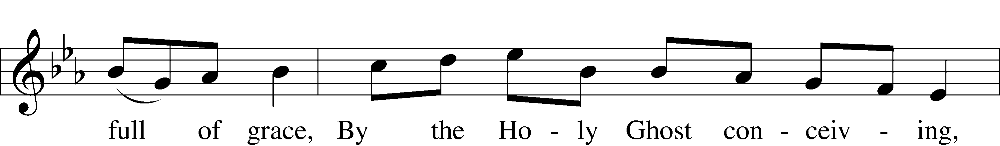 full of grace, By the Ho - ly Ghost con - ceiv - ing,